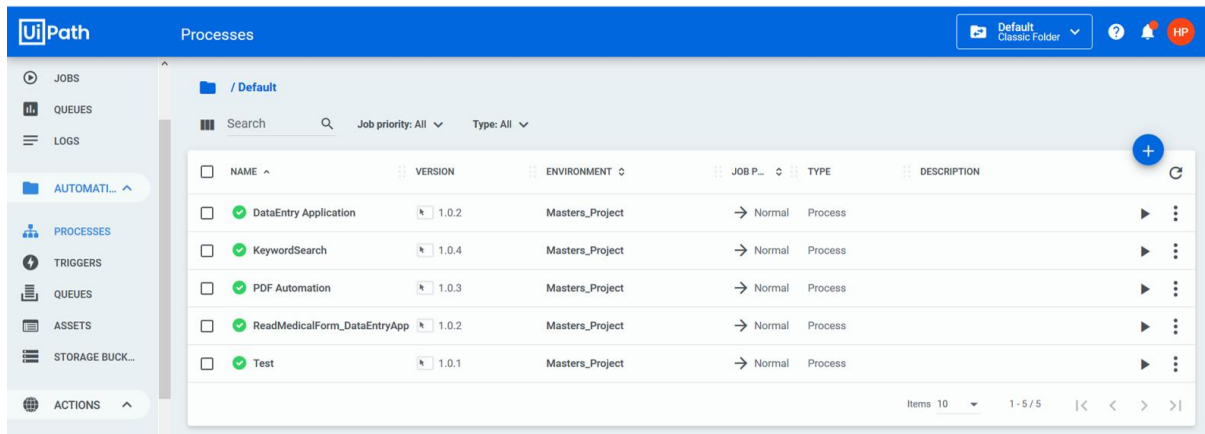 UiPath Processes Default Classic Folder ? HP
JOBS
QUEUES
LOGS
AUTOMATI...
PROCESSES
TRIGGERS
QUEUES
ASSETS
STORAGE BUCK...
ACTIONS
/ Default
Search Job priority: All Type: All
NAME VERSION ENVIRONMENT JOB P... TYPE DESCRIPTION
DataEntry Application 1.0.2 Masters_Project Normal Process
KeywordSearch 1.0.4 Masters_Project Normal Process
PDF Automation 1.0.3 Masters_Project Normal Process
ReadMedicalForm_DataEntryApp 1.0.2 Masters_Project Normal Process
Test 1.0.1 Masters_Project Normal Process
Items 10 1 - 5 / 5